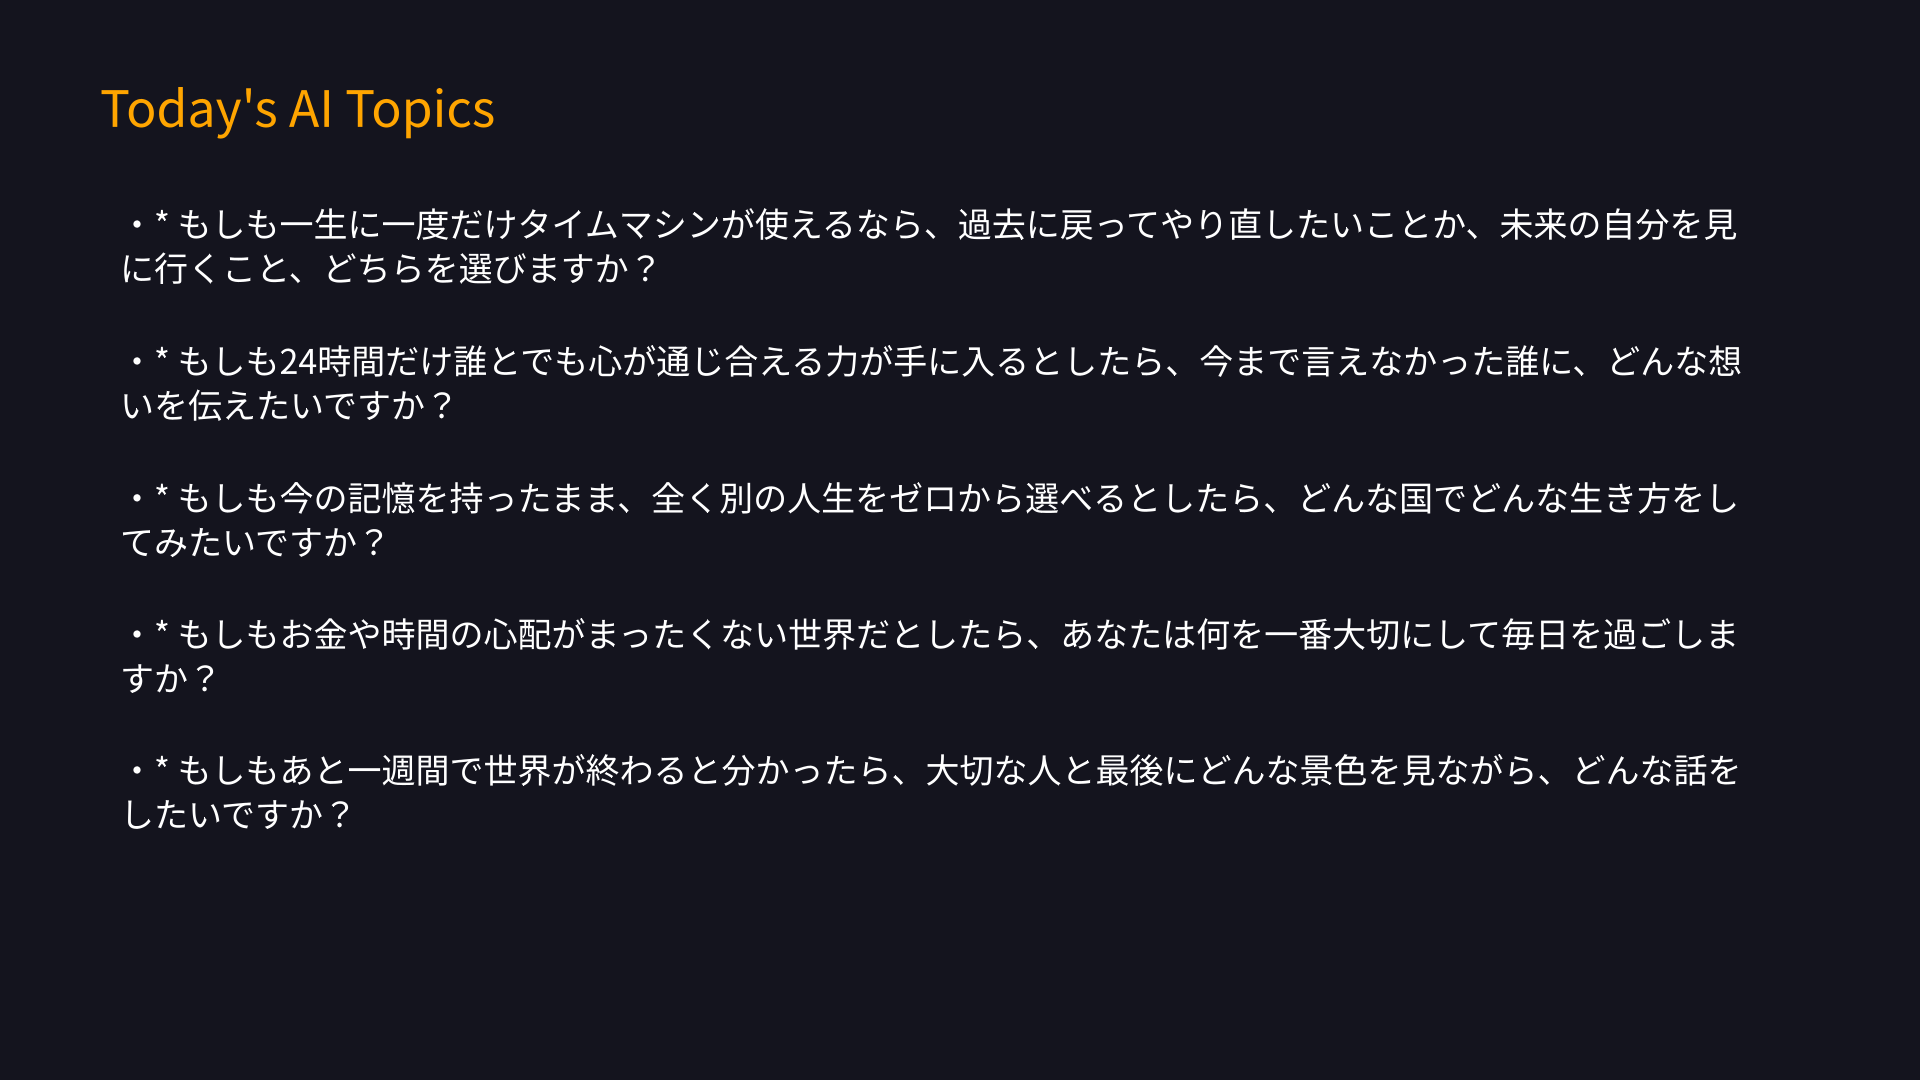 Today's AI Topics
・* もしも一生に一度だけタイムマシンが使えるなら、過去に戻ってやり直したいことか、未来の自分を見
に行くこと、どちらを選びますか？
・* もしも24時間だけ誰とでも心が通じ合える力が手に入るとしたら、今まで言えなかった誰に、どんな想
いを伝えたいですか？
・* もしも今の記憶を持ったまま、全く別の人生をゼロから選べるとしたら、どんな国でどんな生き方をし
てみたいですか？
・* もしもお金や時間の心配がまったくない世界だとしたら、あなたは何を一番大切にして毎日を過ごしま
すか？
・* もしもあと一週間で世界が終わると分かったら、大切な人と最後にどんな景色を見ながら、どんな話を
したいですか？